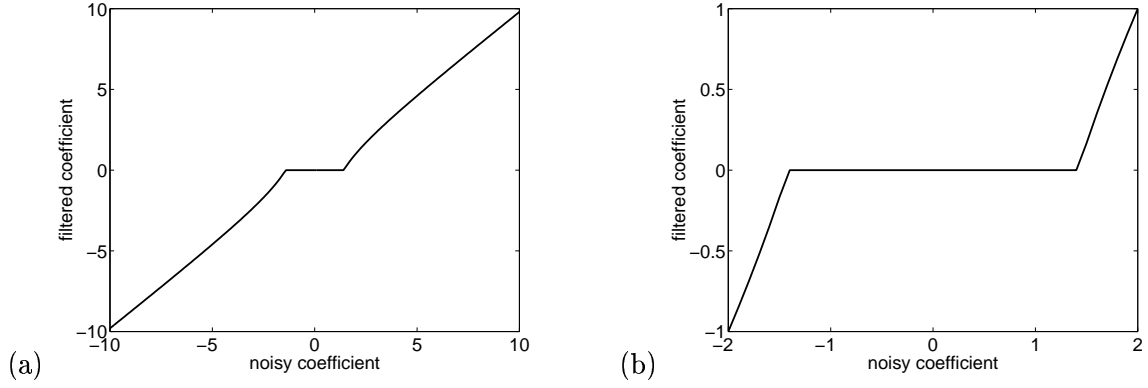 10
5
0
−5
−10
filtered coefficient
−10 −5 0 5 10
noisy coefficient
(a)
1
0.5
0
−0.5
−1
filtered coefficient
−2 −1 0 1 2
noisy coefficient
(b)